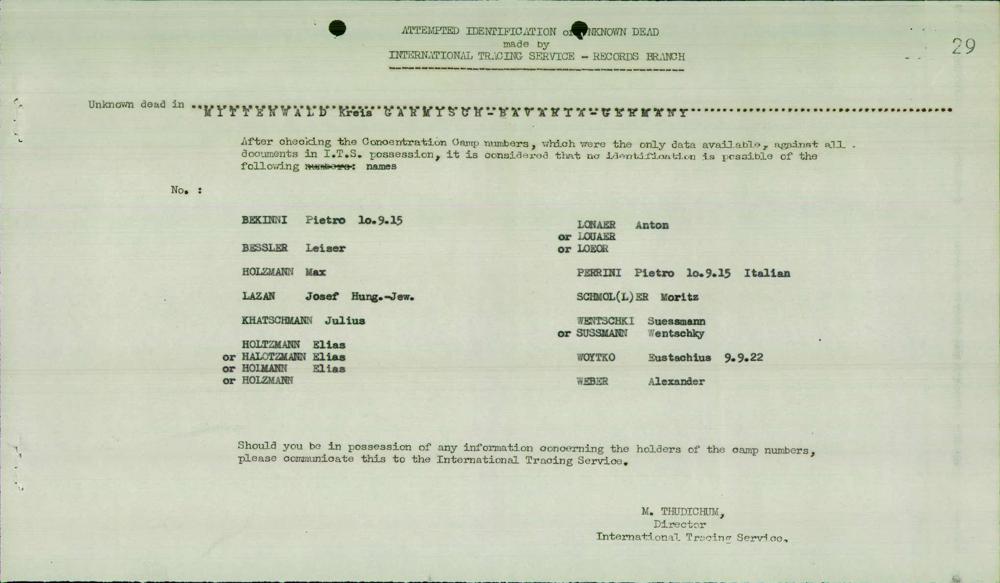 ATTEMPTED IDENTIFICATION of UNKNOWN DEAD
made by
INTERNATIONAL TRACING SERVICE - RECORDS BRANCH
29
Unknown dead in MITTENWALD Kreis GARMISCH-BAVARIA-GERMANY
After checking the Concentration Camp numbers, which were the only data available, against all
documents in I.T.S. possession, it is considered that no identification is possible of the
following numbers: names
No. :
BEKINNI Pietro 10.9.15
BESSLER Leiser
HOLZMANN Max
LAZAN Josef Hung.-Jew.
KHATSCHMANN Julius
HOLTZMANN Elias
or HALOTZMANN Elias
or HOLMANN Elias
or HOLZMANN
LONAER Anton
or LOUAER
or LOEOR
PERRINI Pietro 10.9.15 Italian
SCHMOL(L)ER Moritz
WENTSCHKI Suessmann
or SUSSMANN Wentschky
WOYTKO Eustachius 9.9.22
WEBER Alexander
Should you be in possession of any information concerning the holders of the camp numbers,
please communicate this to the International Tracing Service.
M. THUDICHUM,
Director
International Tracing Service.